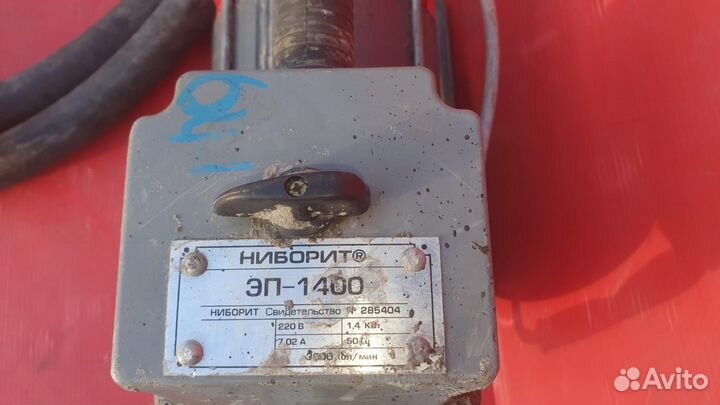 НИБОРИТ®
ЭП-1400
НИБОРИТ Свидетельство № 285404
220 В 1,4 КВт
7.02 А 50 Гц
3000 кол/мин
Avito